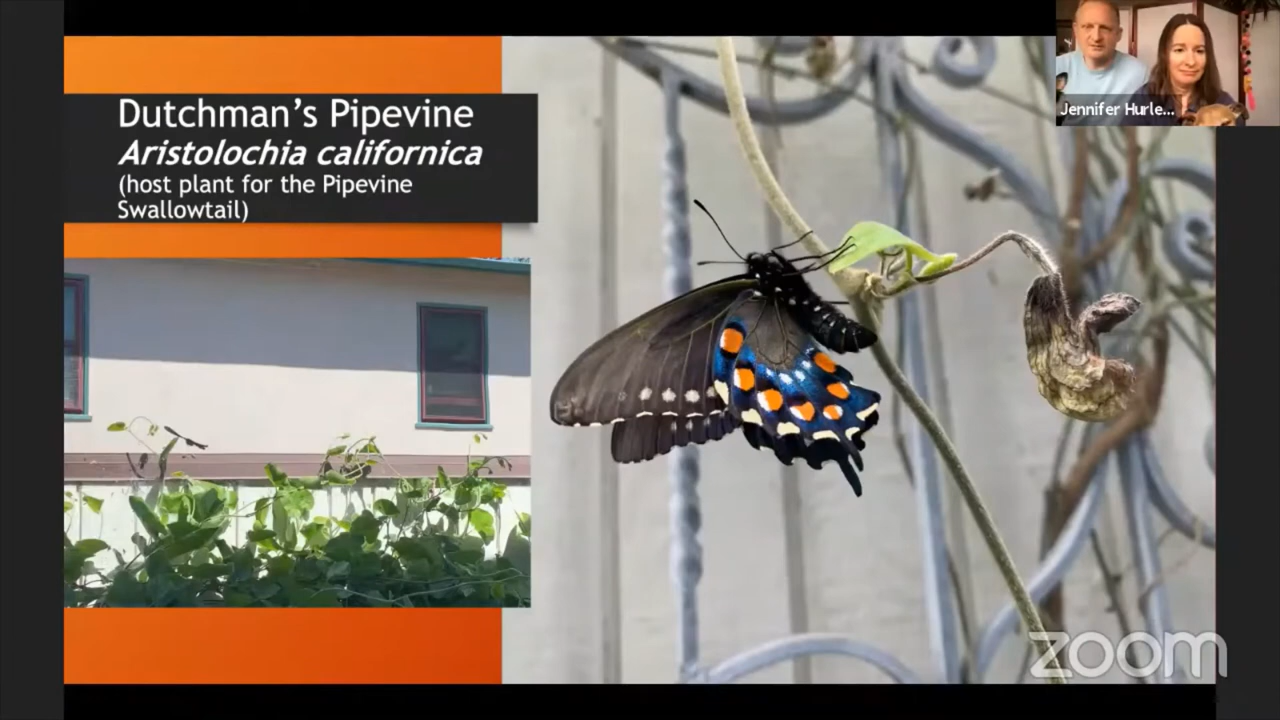 Dutchman’s Pipevine
Aristolochia californica
(host plant for the Pipevine
Swallowtail)
Jennifer Hurle...
zoom